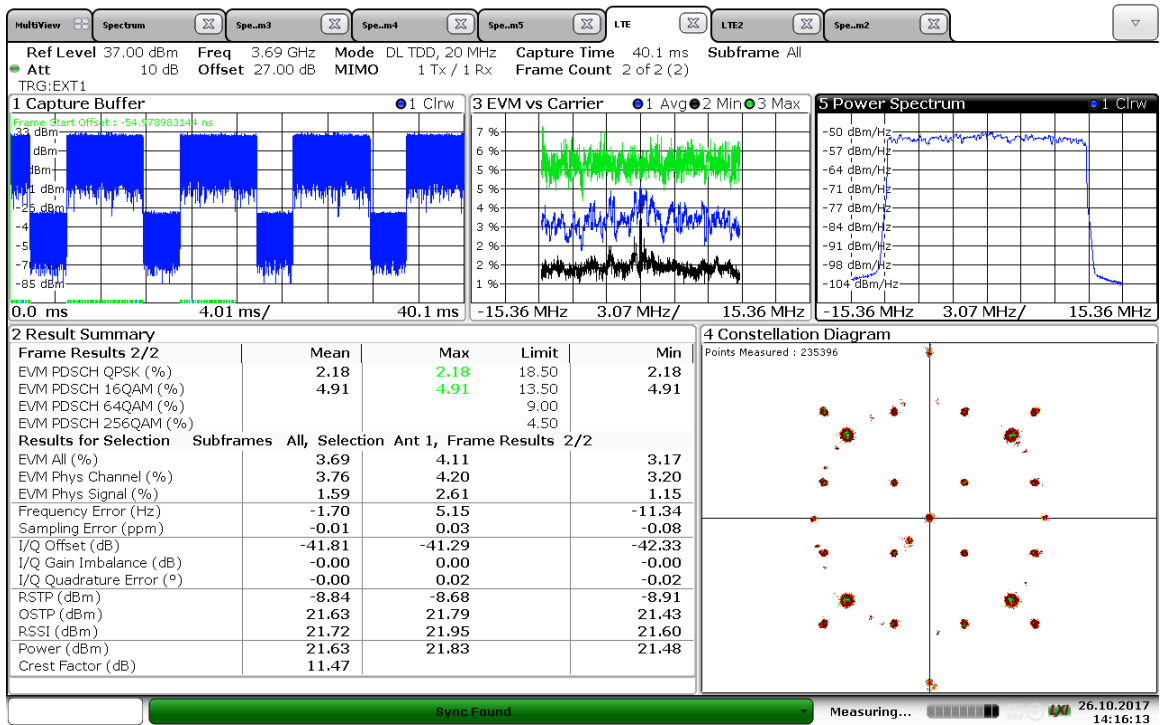 MultiView Spectrum Spe..m3 Spe..m4 Spe..m5 LTE LTE2 Spe..m2
Ref Level 37.00 dBm Freq 3.69 GHz Mode DL TDD, 20 MHz Capture Time 40.1 ms Subframe All
Att 10 dB Offset 27.00 dB MIMO 1 Tx / 1 Rx Frame Count 2 of 2 (2)
TRG:EXT1
1 Capture Buffer 1 Clrw
Frame Start Offset : -54.978983144 ns
33 dBm
dBm
dBm
dBm
-25 dBm
-85 dBm
0.0 ms 4.01 ms/ 40.1 ms
3 EVM vs Carrier 1 Avg 2 Min 3 Max
7 %
6 %
5 %
5 %
4 %
3 %
2 %
2 %
1 %
-15.36 MHz 3.07 MHz/ 15.36 MHz
5 Power Spectrum 1 Clrw
-50 dBm/Hz
-57 dBm/Hz
-64 dBm/Hz
-71 dBm/Hz
-77 dBm/Hz
-84 dBm/Hz
-91 dBm/Hz
-98 dBm/Hz
-104 dBm/Hz
-15.36 MHz 3.07 MHz/ 15.36 MHz
2 Result Summary
Frame Results 2/2 Mean Max Limit Min
EVM PDSCH QPSK (%) 2.18 2.18 18.50 2.18
EVM PDSCH 16QAM (%) 4.91 4.91 13.50 4.91
EVM PDSCH 64QAM (%) 9.00
EVM PDSCH 256QAM (%) 4.50
Results for Selection Subframes All, Selection Ant 1, Frame Results 2/2
EVM All (%) 3.69 4.11 3.17
EVM Phys Channel (%) 3.76 4.20 3.20
EVM Phys Signal (%) 1.59 2.61 1.15
Frequency Error (Hz) -1.70 5.15 -11.34
Sampling Error (ppm) -0.01 0.03 -0.08
I/Q Offset (dB) -41.81 -41.29 -42.33
I/Q Gain Imbalance (dB) -0.00 0.00 -0.00
I/Q Quadrature Error (°) -0.00 0.02 -0.02
RSTP (dBm) -8.84 -8.68 -8.91
OSTP (dBm) 21.63 21.79 21.43
RSSI (dBm) 21.72 21.95 21.60
Power (dBm) 21.63 21.83 21.48
Crest Factor (dB) 11.47
4 Constellation Diagram
Points Measured : 235396
Sync Found
Measuring...
REF
LXI
26.10.2017
14:16:13